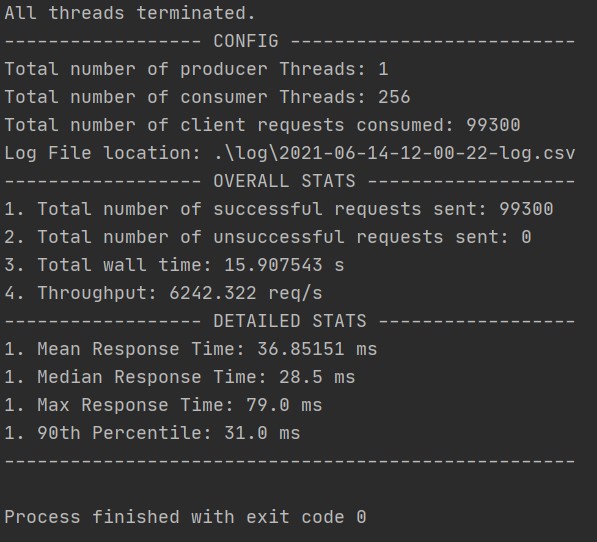 All threads terminated.
------------------ CONFIG --------------------------
Total number of producer Threads: 1
Total number of consumer Threads: 256
Total number of client requests consumed: 99300
Log File location: .\log\2021-06-14-12-00-22-log.csv
------------------ OVERALL STATS -------------------
1. Total number of successful requests sent: 99300
2. Total number of unsuccessful requests sent: 0
3. Total wall time: 15.907543 s
4. Throughput: 6242.322 req/s
------------------ DETAILED STATS ------------------
1. Mean Response Time: 36.85151 ms
1. Median Response Time: 28.5 ms
1. Max Response Time: 79.0 ms
1. 90th Percentile: 31.0 ms
----------------------------------------------------
Process finished with exit code 0